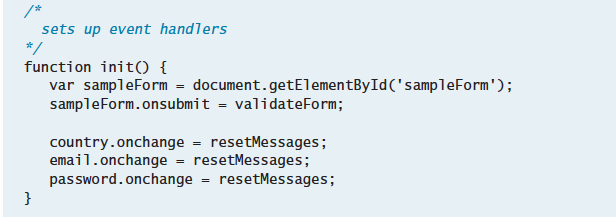 /*
  sets up event handlers
*/
function init() {
   var sampleForm = document.getElementById('sampleForm');
   sampleForm.onsubmit = validateForm;

   country.onchange = resetMessages;
   email.onchange = resetMessages;
   password.onchange = resetMessages;
}